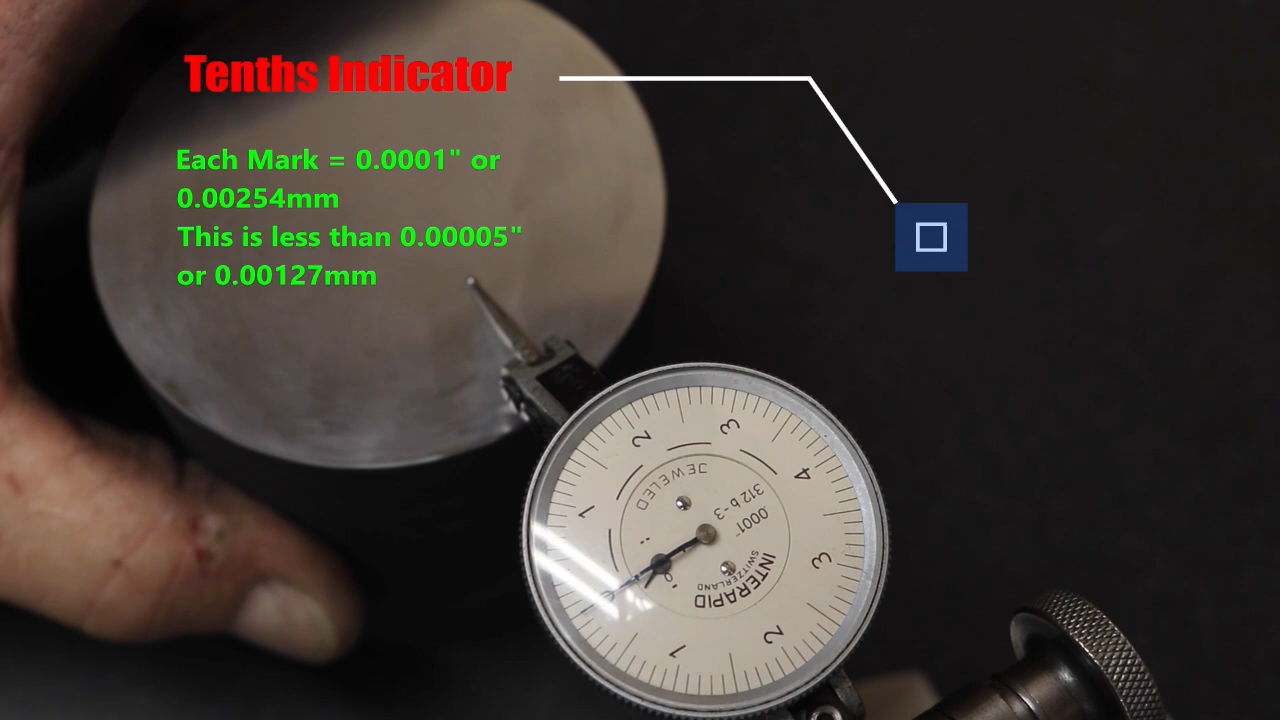 Tenths Indicator
Each Mark = 0.0001" or
0.00254mm
This is less than 0.00005"
or 0.00127mm
2
3
4
1
JEWELED
312 b-3
.0001"
0
INTERAPID
SWITZERLAND
3
2
1